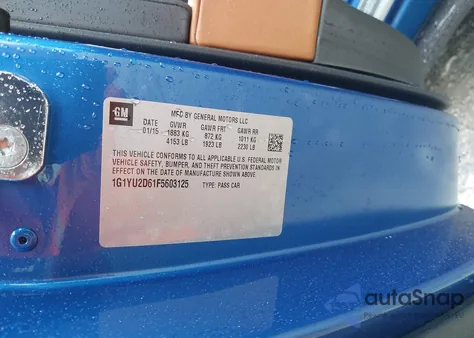 GM
MFD BY GENERAL MOTORS LLC
DATE GVWR GAWR FRT GAWR RR
01/15 1883 KG 872 KG 1011 KG
4153 LB 1923 LB 2230 LB
THIS VEHICLE CONFORMS TO ALL APPLICABLE U.S. FEDERAL MOTOR
VEHICLE SAFETY, BUMPER, AND THEFT PREVENTION STANDARDS IN
EFFECT ON THE DATE OF MANUFACTURE SHOWN ABOVE.
1G1YU2D61F5603125 TYPE: PASS CAR
autoSnap